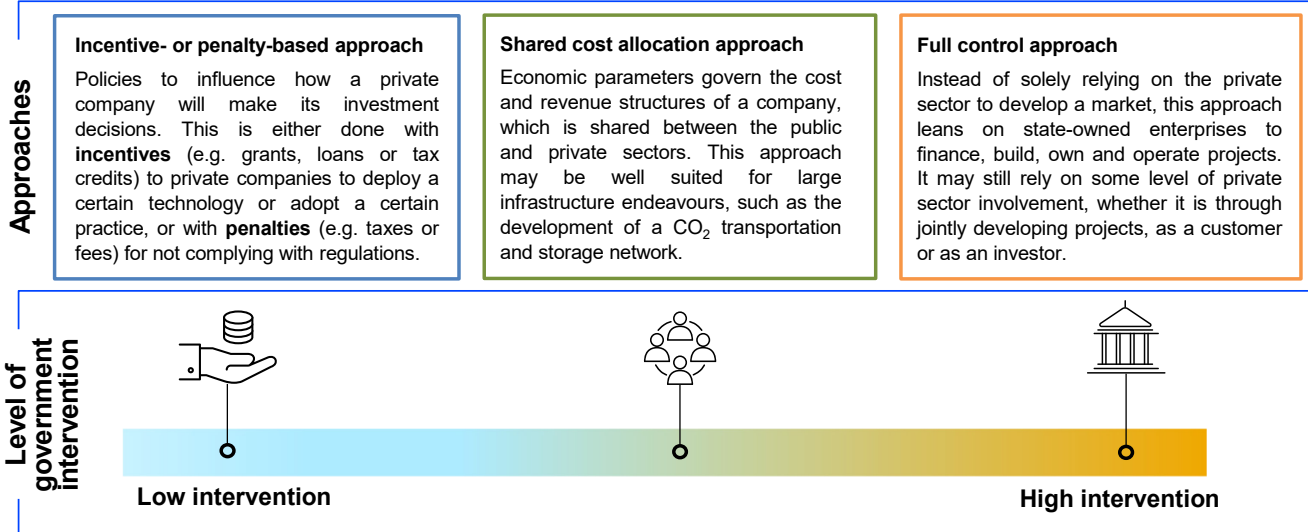 Approaches
Incentive- or penalty-based approach
Policies to influence how a private
company will make its investment
decisions. This is either done with
incentives (e.g. grants, loans or tax
credits) to private companies to deploy a
certain technology or adopt a certain
practice, or with penalties (e.g. taxes or
fees) for not complying with regulations.
Shared cost allocation approach
Economic parameters govern the cost
and revenue structures of a company,
which is shared between the public
and private sectors. This approach
may be well suited for large
infrastructure endeavours, such as the
development of a CO₂ transportation
and storage network.
Full control approach
Instead of solely relying on the private
sector to develop a market, this approach
leans on state-owned enterprises to
finance, build, own and operate projects.
It may still rely on some level of private
sector involvement, whether it is through
jointly developing projects, as a customer
or as an investor.
Level of
government
intervention
Low intervention
High intervention